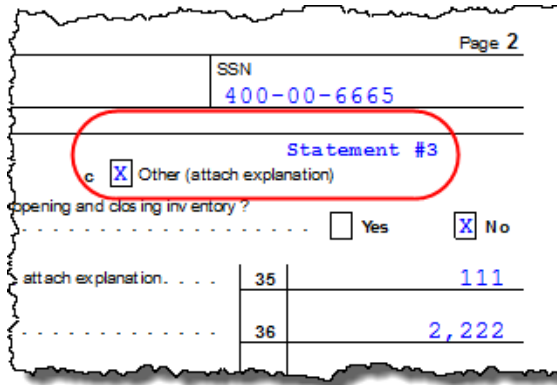 Page 2
SSN
400-00-6665
Statement #3
c X Other (attach explanation)
opening and closing inventory?
. . . . . . . . . . . . . . . . . . . . Yes X No
attach explanation. . . . 35 111
. . . . . . . . . . . . . . 36 2,222